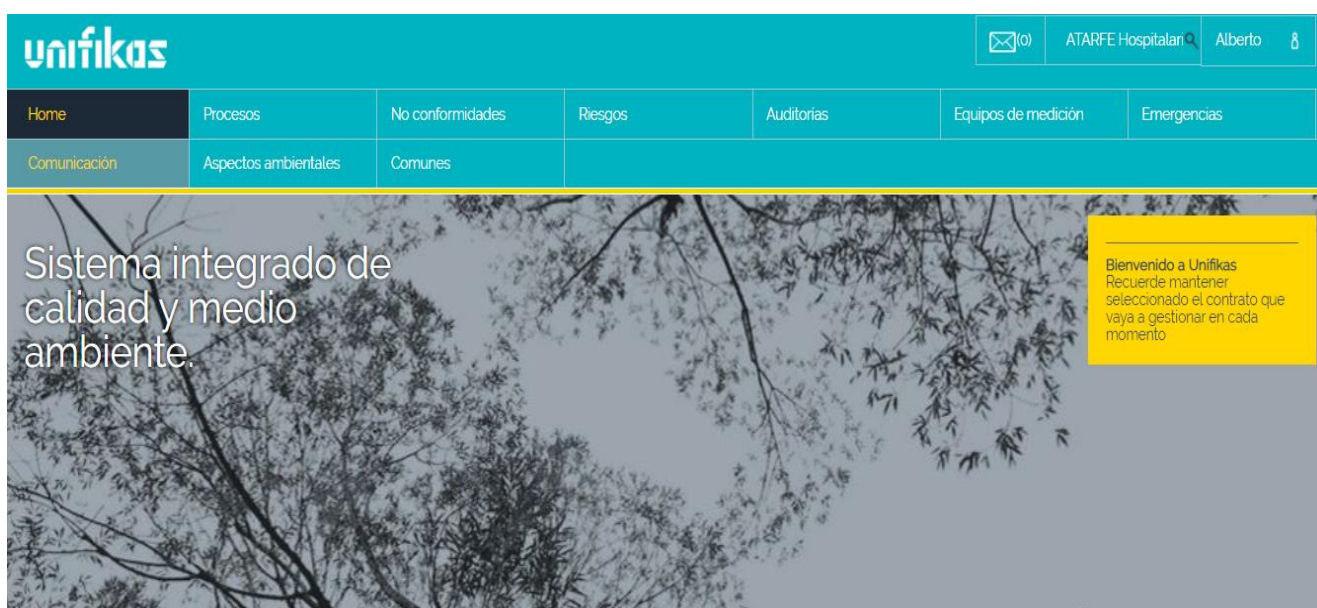 unifikas
(0)
ATARFE Hospitalari
Alberto
Home
Procesos
No conformidades
Riesgos
Auditorias
Equipos de medición
Emergencias
Comunicación
Aspectos ambientales
Comunes
Sistema integrado de
calidad y medio
ambiente.
Bienvenido a Unifikas
Recuerde mantener
seleccionado el contrato que
vaya a gestionar en cada
momento